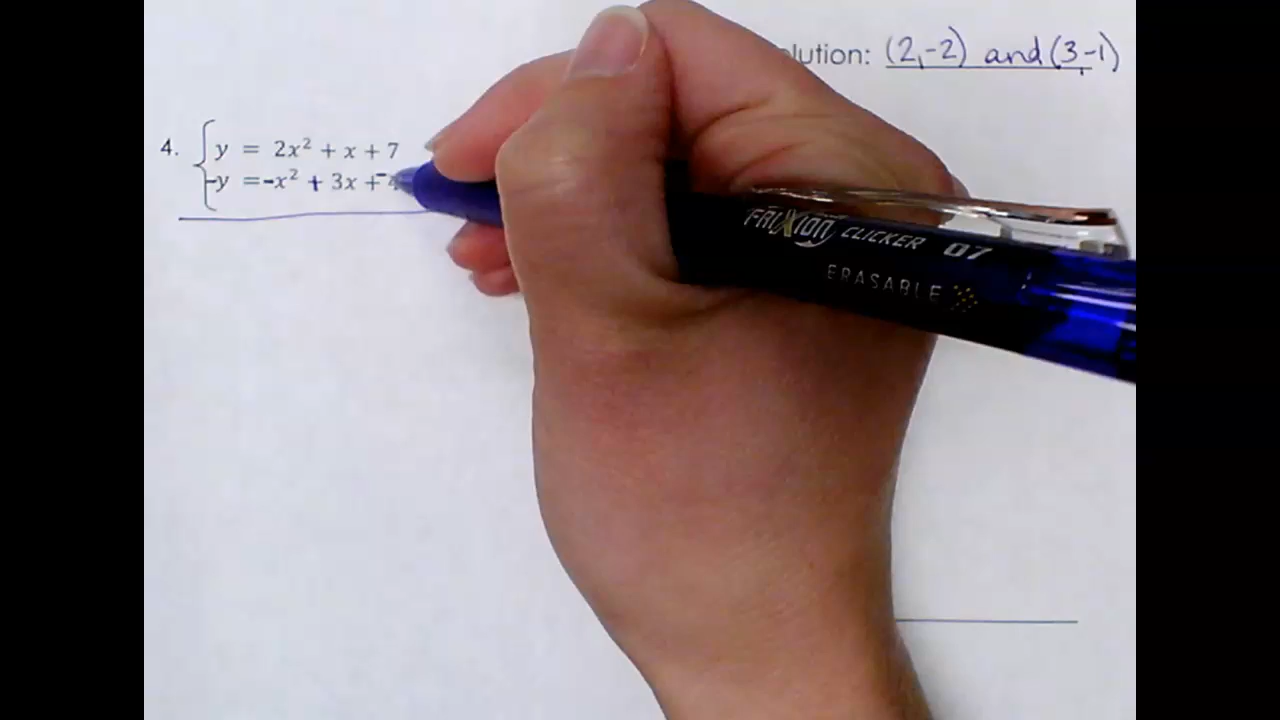 lution: (2,-2) and (3,-1)
4. y = 2x² + x + 7
-y = -x² + 3x + -
FRIXION CLICKER 07
ERASABLE